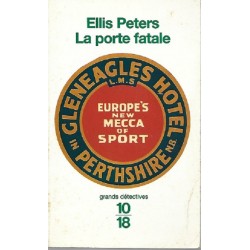 Ellis Peters
La porte fatale
GLENEAGLES HOTEL
L.M.S.
EUROPE'S
NEW
MECCA
OF
SPORT
IN PERTHSHIRE N.B.
grands détectives
10
18